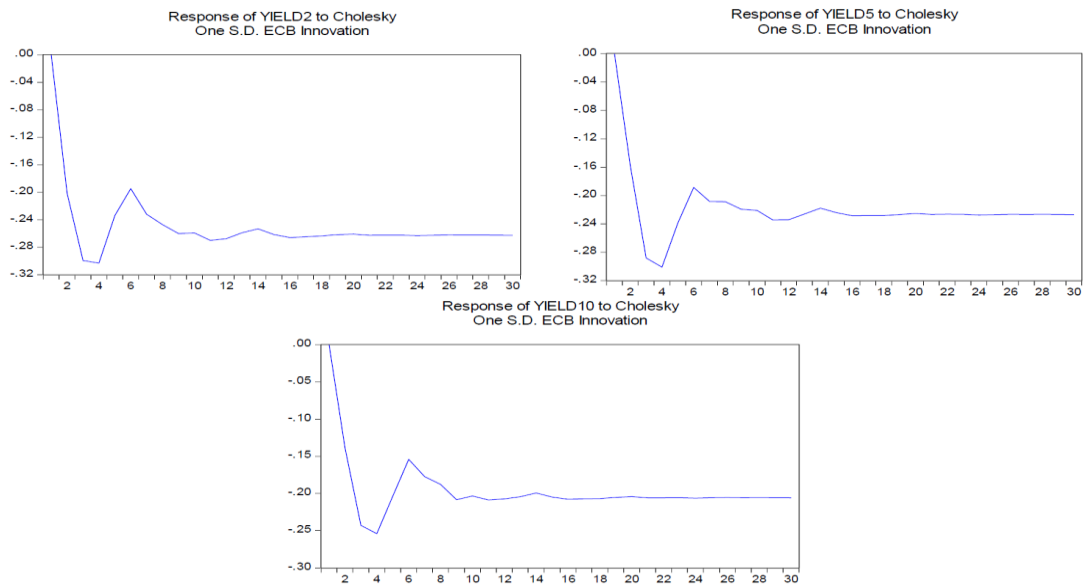 Response of YIELD2 to Cholesky
One S.D. ECB Innovation
.00
-.04
-.08
-.12
-.16
-.20
-.24
-.28
-.32
2 4 6 8 10 12 14 16 18 20 22 24 26 28 30
Response of YIELD5 to Cholesky
One S.D. ECB Innovation
.00
-.04
-.08
-.12
-.16
-.20
-.24
-.28
-.32
2 4 6 8 10 12 14 16 18 20 22 24 26 28 30
Response of YIELD10 to Cholesky
One S.D. ECB Innovation
.00
-.05
-.10
-.15
-.20
-.25
-.30
2 4 6 8 10 12 14 16 18 20 22 24 26 28 30